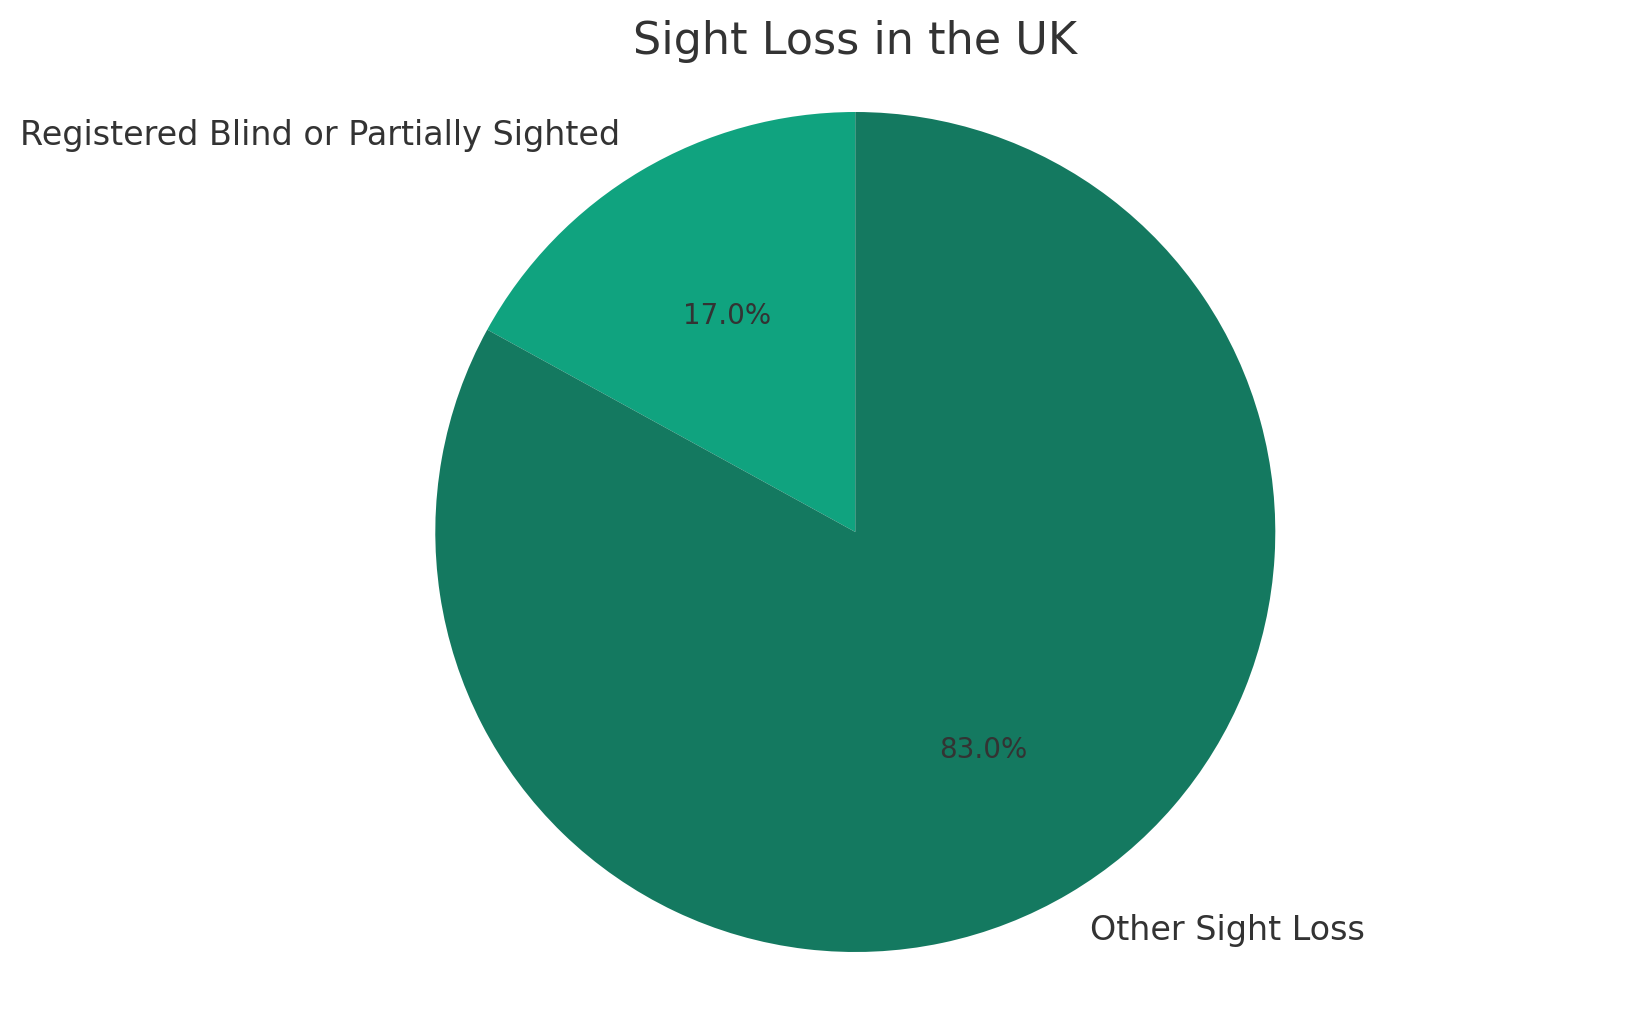 Sight Loss in the UK
Registered Blind or Partially Sighted
17.0%
83.0%
Other Sight Loss